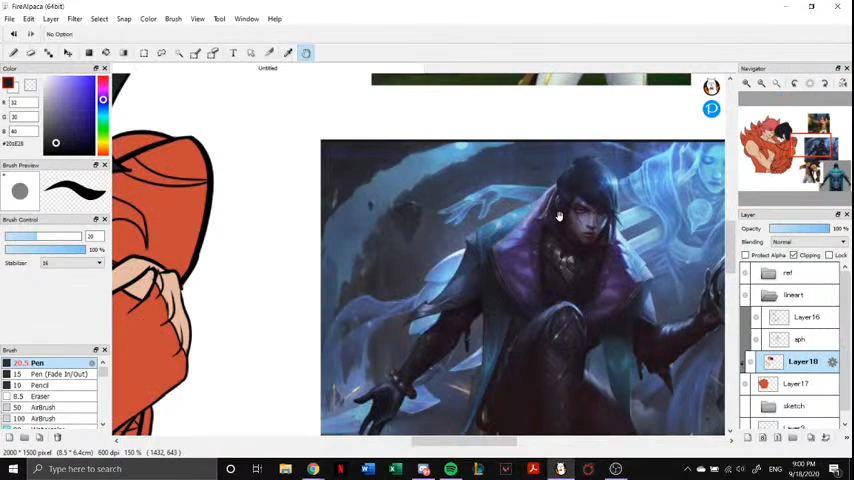 FireAlpaca (64bit)
File Edit Layer Filter Select Snap Color Brush View Tool Window Help
No Option
Untitled
Color
R 32
G 30
B 40
#201E28
Brush Preview
Brush Control
20
100 %
Stabilizer 16
Brush
20.5 Pen
15 Pen (Fade In/Out)
10 Pencil
8.5 Eraser
50 AirBrush
100 AirBrush
Navigator
Layer
Opacity 100 %
Blending Normal
Protect Alpha Clipping Lock
ref
lineart
Layer16
aph
Layer18
Layer17
sketch
2000 * 1500 pixel (8.5 * 6.4cm) 600 dpi 150 % ( 1432, 643 )
Type here to search
ENG
9:00 PM
9/18/2020